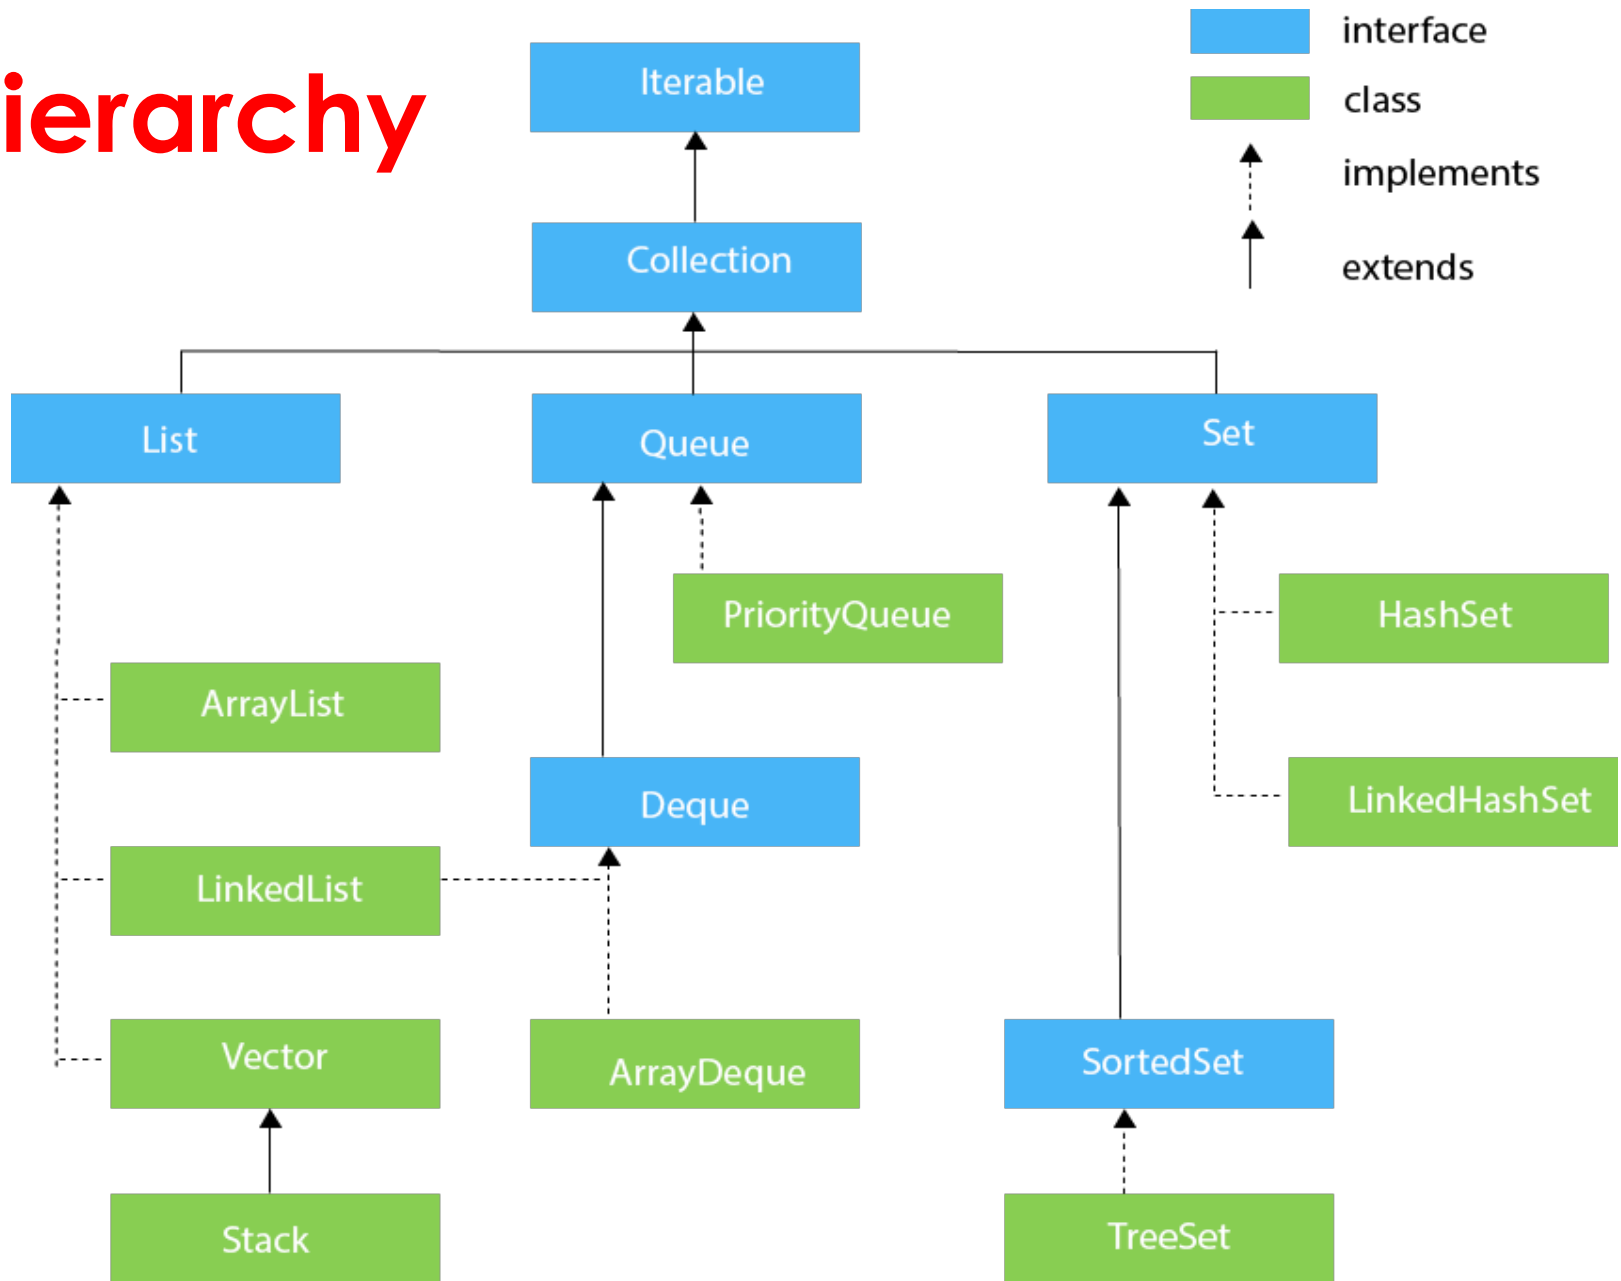 ierarchy
interface
class
implements
extends
Iterable
Collection
List
Queue
Set
PriorityQueue
HashSet
ArrayList
Deque
LinkedHashSet
LinkedList
Vector
ArrayDeque
SortedSet
Stack
TreeSet